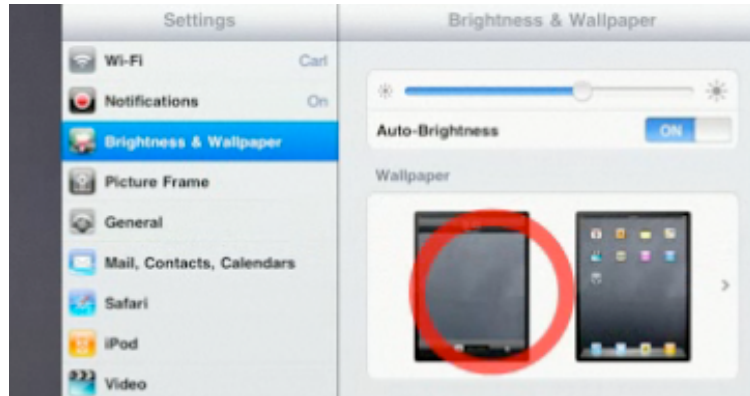 Settings
Brightness & Wallpaper
Wi-Fi
Carl
Notifications
On
Brightness & Wallpaper
Picture Frame
General
Mail, Contacts, Calendars
Safari
iPod
Video
Auto-Brightness
ON
Wallpaper